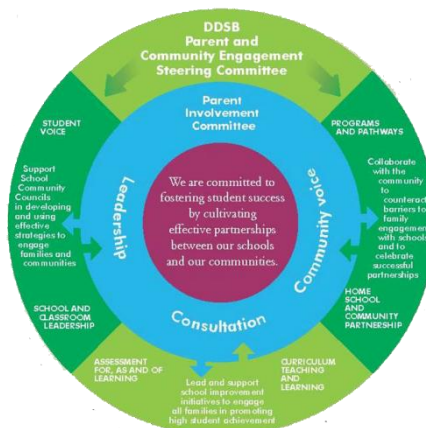 DDSB
Parent and
Community Engagement
Steering Committee
Parent
Involvement
Committee
STUDENT
VOICE
PROGRAMS
AND PATHWAYS
Support
School
Community
Councils
in developing
and using
effective
strategies to
engage
families and
communities
Leadership
We are committed to
fostering student success
by cultivating
effective partnerships
between our schools
and our communities.
Community voice
Collaborate
with the
community
to
counteract
barriers to
family
engagement
with schools
and to
celebrate
successful
partnerships
SCHOOL AND
CLASSROOM
LEADERSHIP
HOME
SCHOOL
AND
COMMUNITY
PARTNERSHIP
Consultation
ASSESSMENT
FOR, AS AND OF
LEARNING
CURRICULUM
TEACHING
AND
LEARNING
Lead and support
school improvement
initiatives to engage
all families in promoting
high student achievement